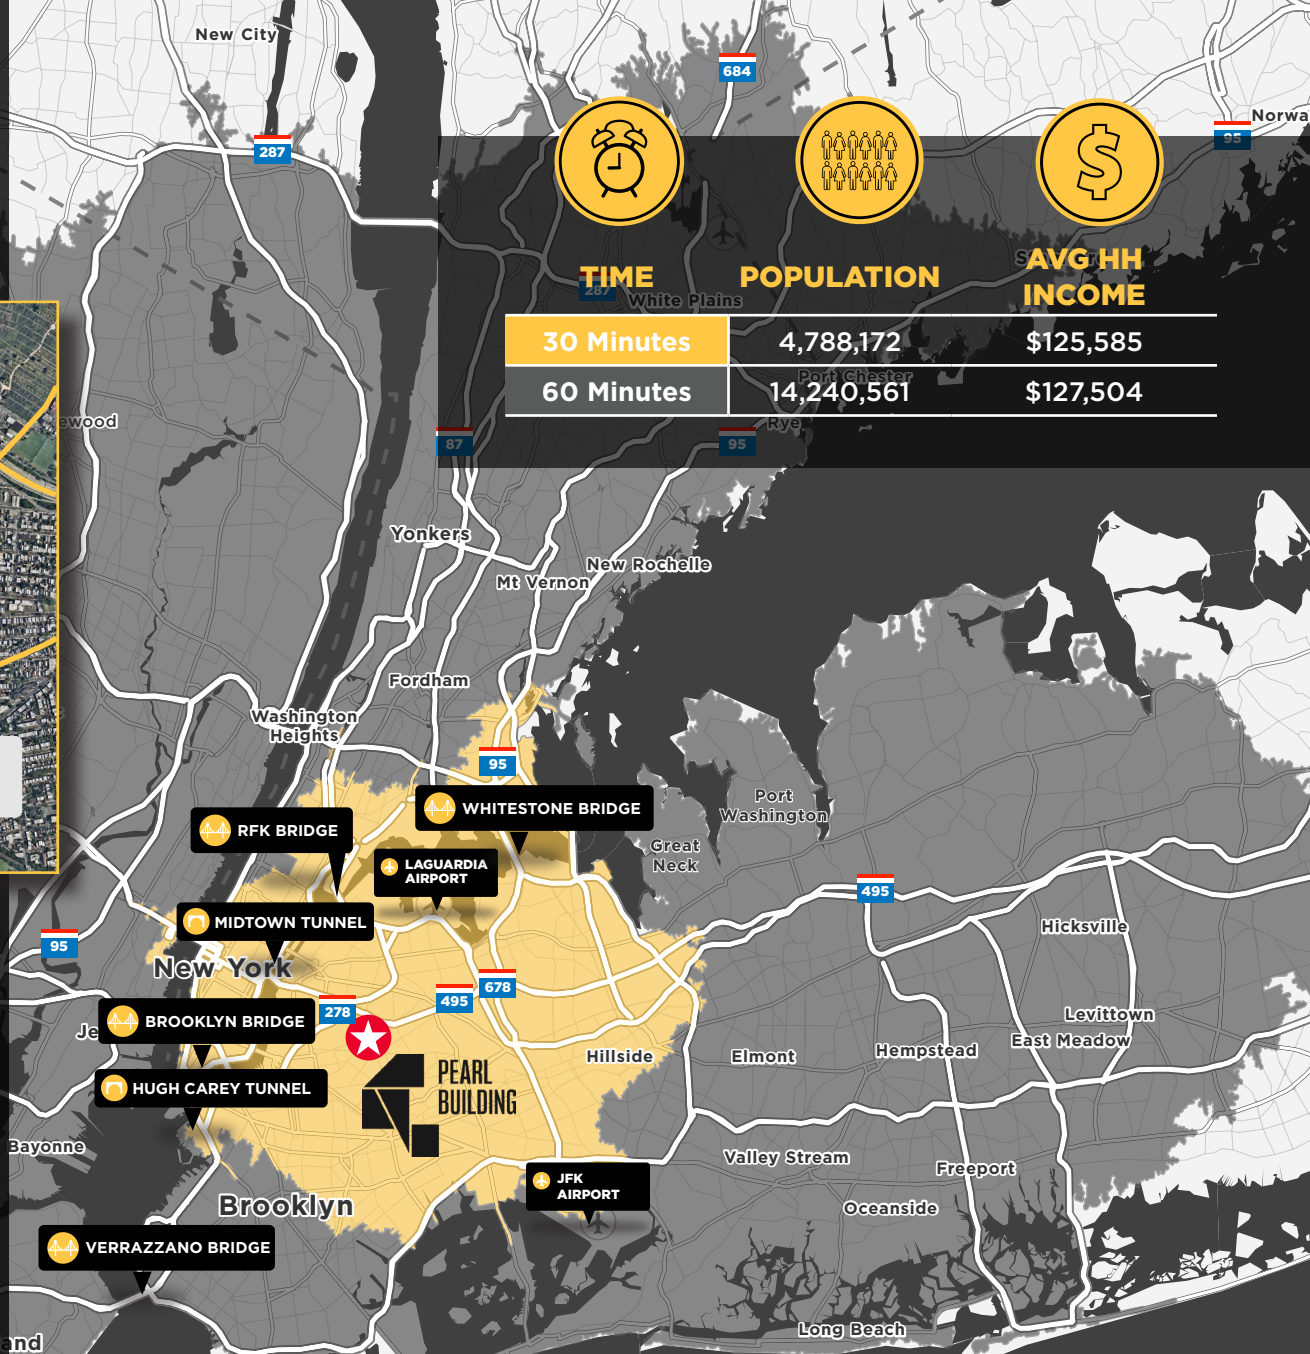 New City
684
Norwa
95
287
TIME
POPULATION
AVG HH
INCOME
287
White Plains
30 Minutes
4,788,172
$125,585
Port Chester
60 Minutes
14,240,561
$127,504
ewood
Rye
87
95
Yonkers
New Rochelle
Mt Vernon
Fordham
Washington
Heights
95
Port
Washington
WHITESTONE BRIDGE
RFK BRIDGE
Great
Neck
LAGUARDIA
AIRPORT
495
MIDTOWN TUNNEL
Hicksville
95
New York
678
495
278
BROOKLYN BRIDGE
Je
Levittown
East Meadow
Hempstead
Hillside
Elmont
PEARL
BUILDING
HUGH CAREY TUNNEL
Bayonne
Valley Stream
Freeport
JFK
AIRPORT
Brooklyn
Oceanside
VERRAZZANO BRIDGE
Long Beach
and